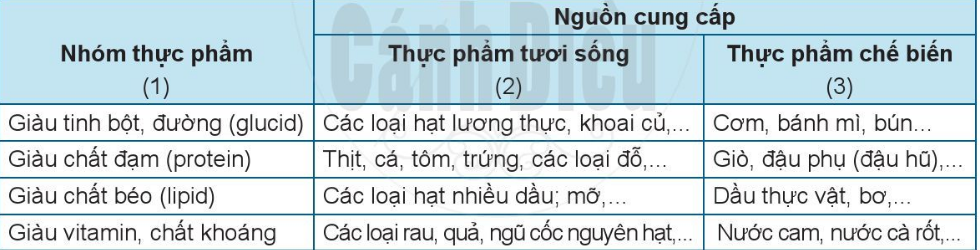 Nguồn cung cấp
Nhóm thực phẩm Thực phẩm tươi sống Thực phẩm chế biến
(1) (2) (3)
Giàu tinh bột, đường (glucid) Các loại hạt lương thực, khoai củ,... Cơm, bánh mì, bún...
Giàu chất đạm (protein) Thịt, cá, tôm, trứng, các loại đỗ,... Giò, đậu phụ (đậu hũ),...
Giàu chất béo (lipid) Các loại hạt nhiều dầu; mỡ,... Dầu thực vật, bơ,...
Giàu vitamin, chất khoáng Các loại rau, quả, ngũ cốc nguyên hạt,... Nước cam, nước cà rốt,...
Cánh Diều